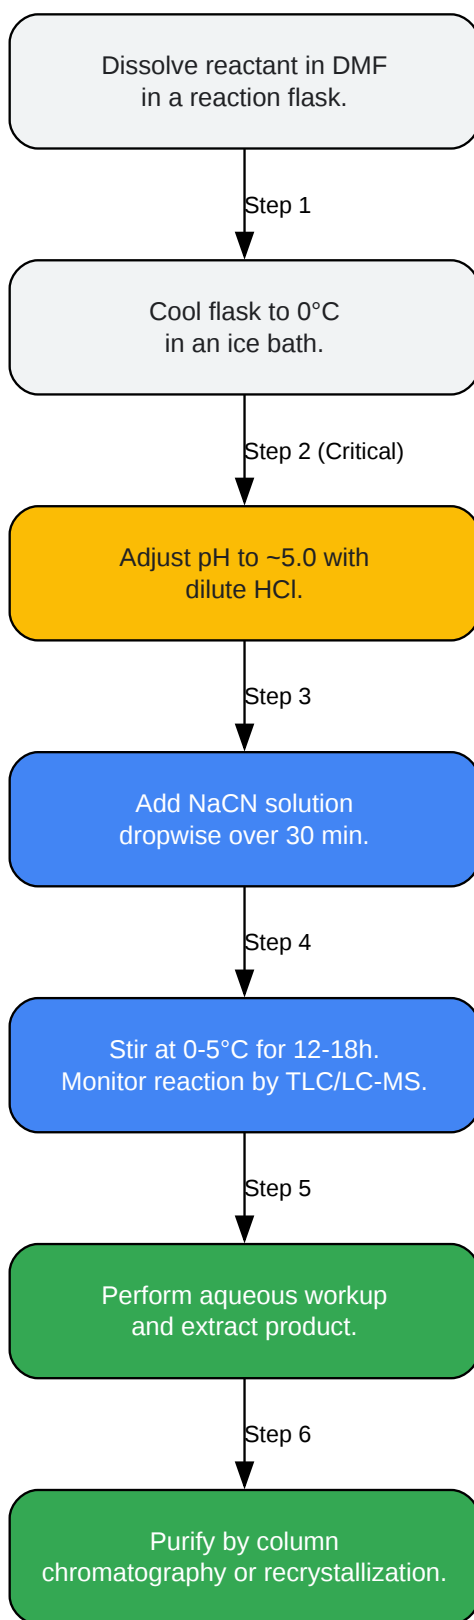 Dissolve reactant in DMF
in a reaction flask.
Step 1
Cool flask to 0°C
in an ice bath.
Step 2 (Critical)
Adjust pH to ~5.0 with
dilute HCl.
Step 3
Add NaCN solution
dropwise over 30 min.
Step 4
Stir at 0-5°C for 12-18h.
Monitor reaction by TLC/LC-MS.
Step 5
Perform aqueous workup
and extract product.
Step 6
Purify by column
chromatography or recrystallization.